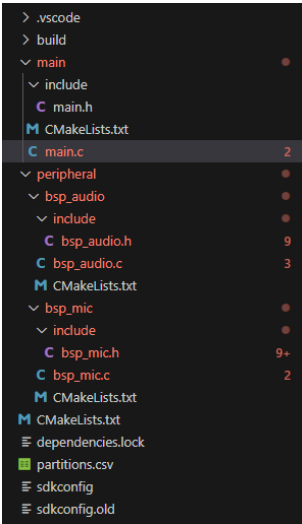 .vscode
build
main
include
C main.h
M CMakeLists.txt
C main.c 2
peripheral
bsp_audio
include
C bsp_audio.h 9
C bsp_audio.c 3
M CMakeLists.txt
bsp_mic
include
C bsp_mic.h 9+
C bsp_mic.c 2
M CMakeLists.txt
M CMakeLists.txt
dependencies.lock
partitions.csv
sdkconfig
sdkconfig.old